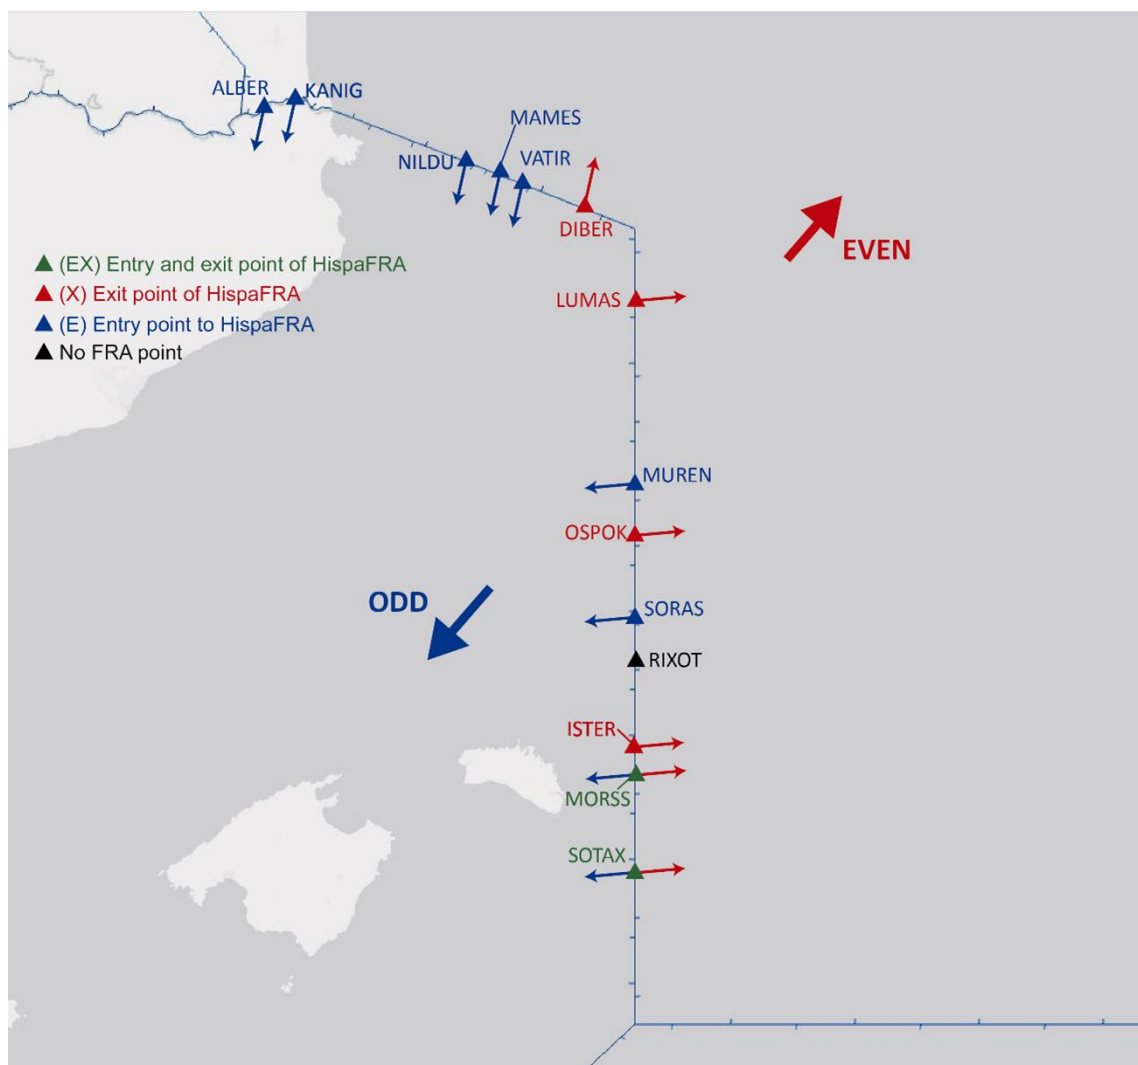 ALBER
KANIG
MAMES
NILDU
VATIR
DIBER
EVEN
(EX) Entry and exit point of HispaFRA
(X) Exit point of HispaFRA
(E) Entry point to HispaFRA
No FRA point
LUMAS
MUREN
OSPOK
ODD
SORAS
RIXOT
ISTER
MORSS
SOTAX